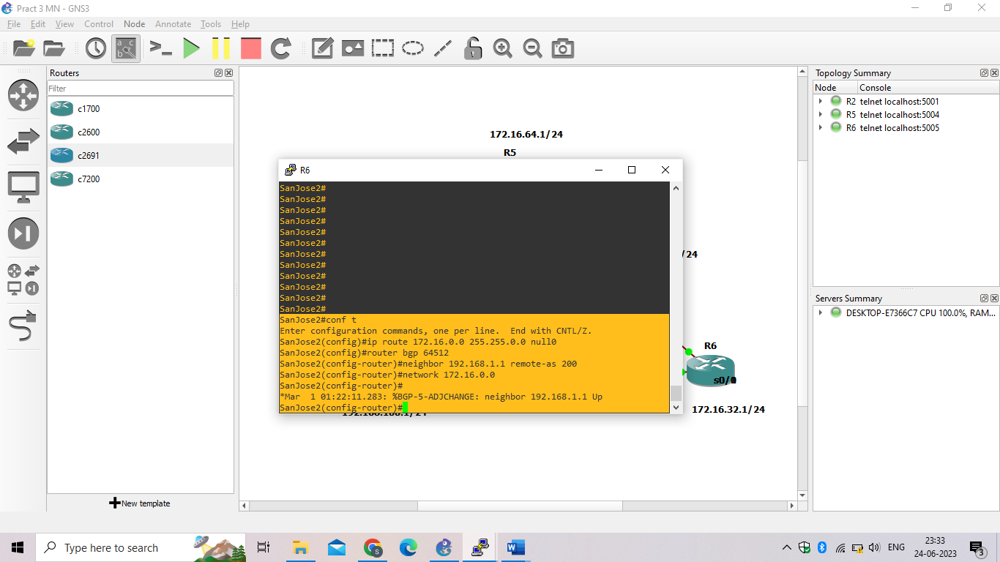 Pract 3 MN - GNS3
File Edit View Control Node Annotate Tools Help
Routers
Filter
c1700
c2600
c2691
c7200
New template
172.16.64.1/24
R5
R6
SanJose2#
SanJose2#
SanJose2#
SanJose2#
SanJose2#
SanJose2#
SanJose2#
SanJose2#
SanJose2#
SanJose2#
SanJose2#
SanJose2#
SanJose2#conf t
Enter configuration commands, one per line.  End with CNTL/Z.
SanJose2(config)#ip route 172.16.0.0 255.255.0.0 null0
SanJose2(config)#router bgp 64512
SanJose2(config-router)#neighbor 192.168.1.1 remote-as 200
SanJose2(config-router)#network 172.16.0.0
SanJose2(config-router)#
*Mar  1 01:22:11.283: %BGP-5-ADJCHANGE: neighbor 192.168.1.1 Up
SanJose2(config-router)#
/24
R6
172.16.32.1/24
Topology Summary
Node Console
R2 telnet localhost:5001
R5 telnet localhost:5004
R6 telnet localhost:5005
Servers Summary
DESKTOP-E7366C7 CPU 100.0%, RAM...
Type here to search
ENG
23:33
24-06-2023
3